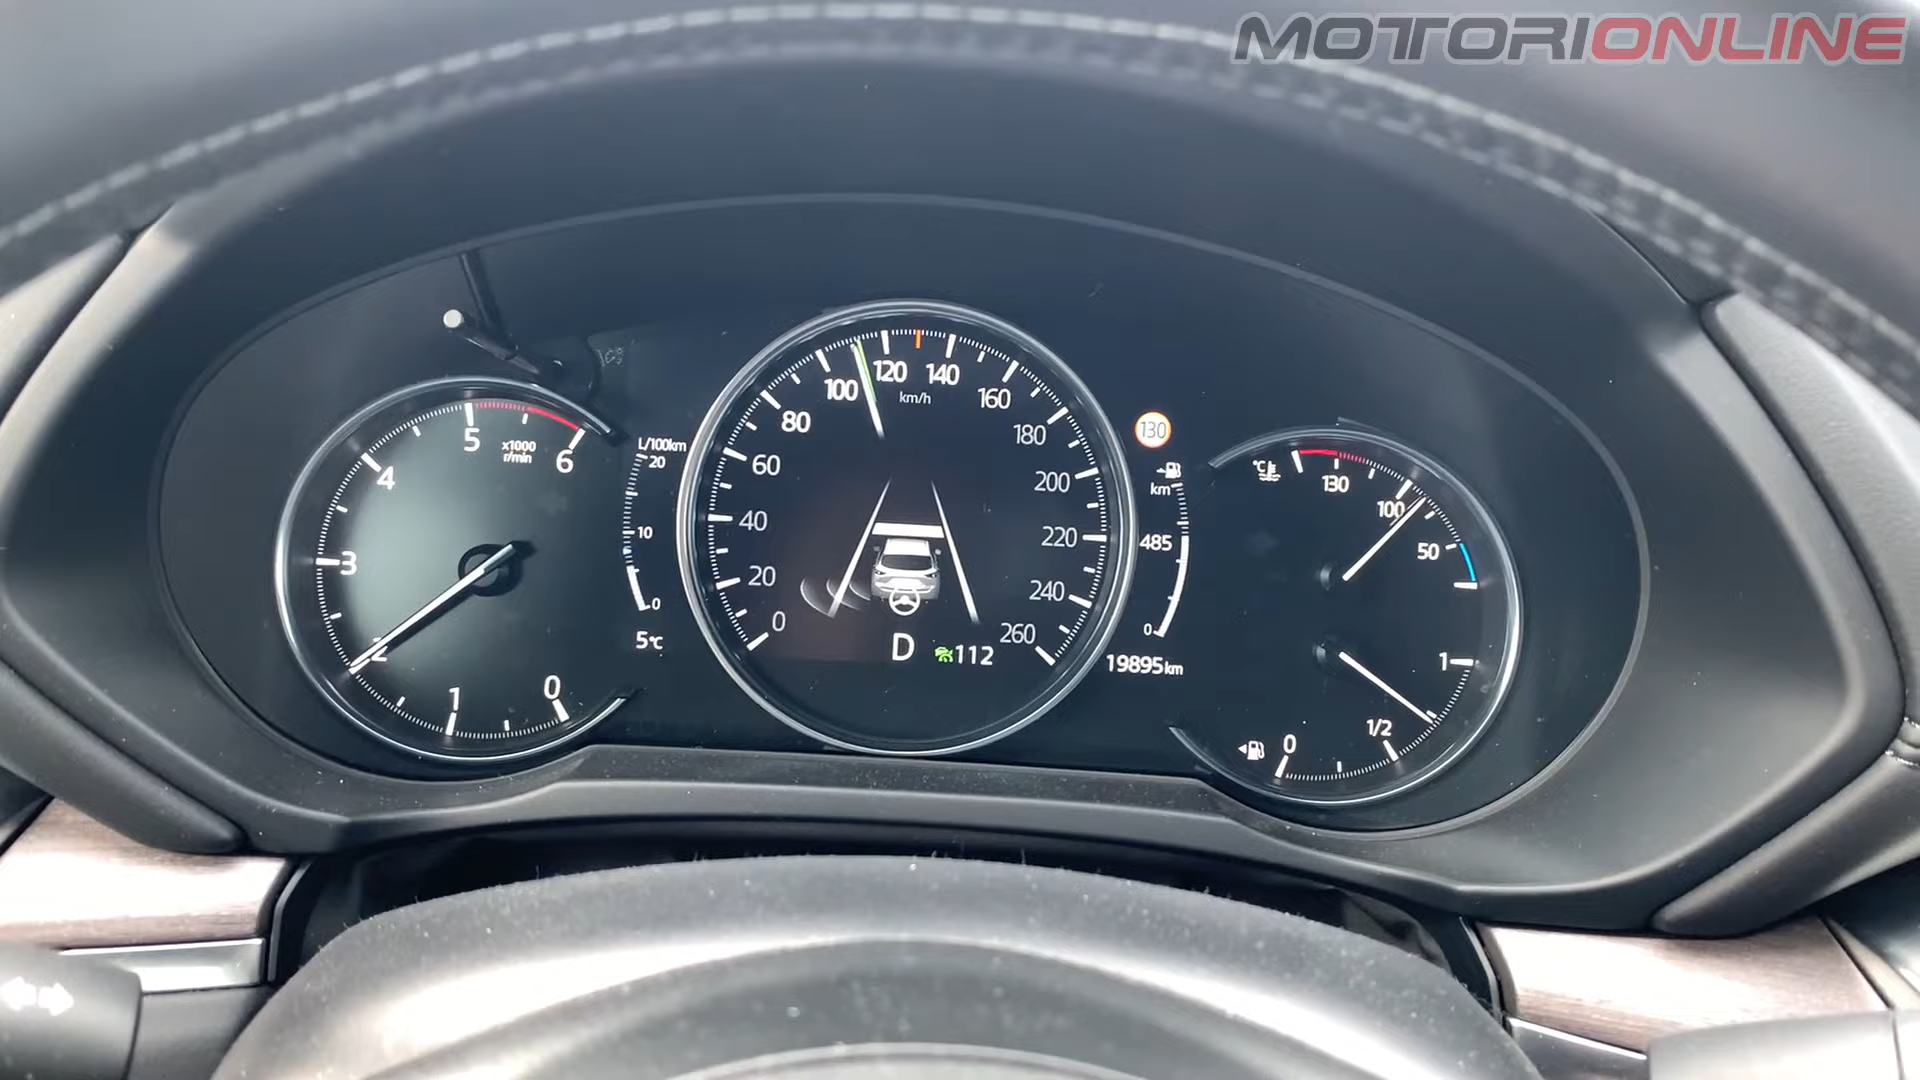 MOTORIONLINE
0 1 2 3 4 5 6
x1000
r/min
L/100km
20
10
0
5°C
0 20 40 60 80 100 120 140 160 180 200 220 240 260
km/h
D
112
130
km
485
0
19895km
°C
130
100
50
1
1/2
0